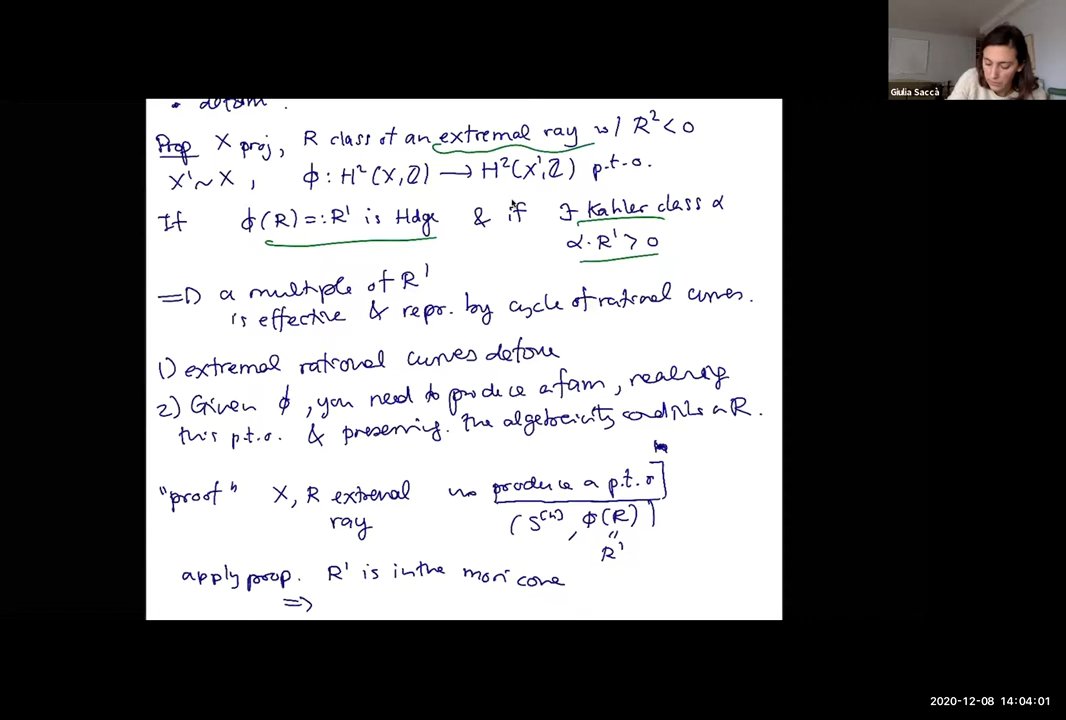 • deform.
Prop X proj, R class of an extremal ray w/ R² < 0
X' ~ X, ϕ: H²(X,ℤ) → H²(X',ℤ) p.t.o.
If ϕ(R) =: R' is Hdge & if ∃ Kahler class α
α · R' > 0
=> a multiple of R'
is effective & repr. by cycle of rational curves.
1) extremal rational curves deform
2) Given ϕ, you need to produce a fam, realizing
this p.t.o. & preserving the algebraicity conditions on R.
"proof" X, R extremal ray produce a p.t.o
(S^[n], ϕ(R))
"
R'
apply prop. R' is in the mori cone
=>
Giulia Saccà
2020-12-08 14:04:01